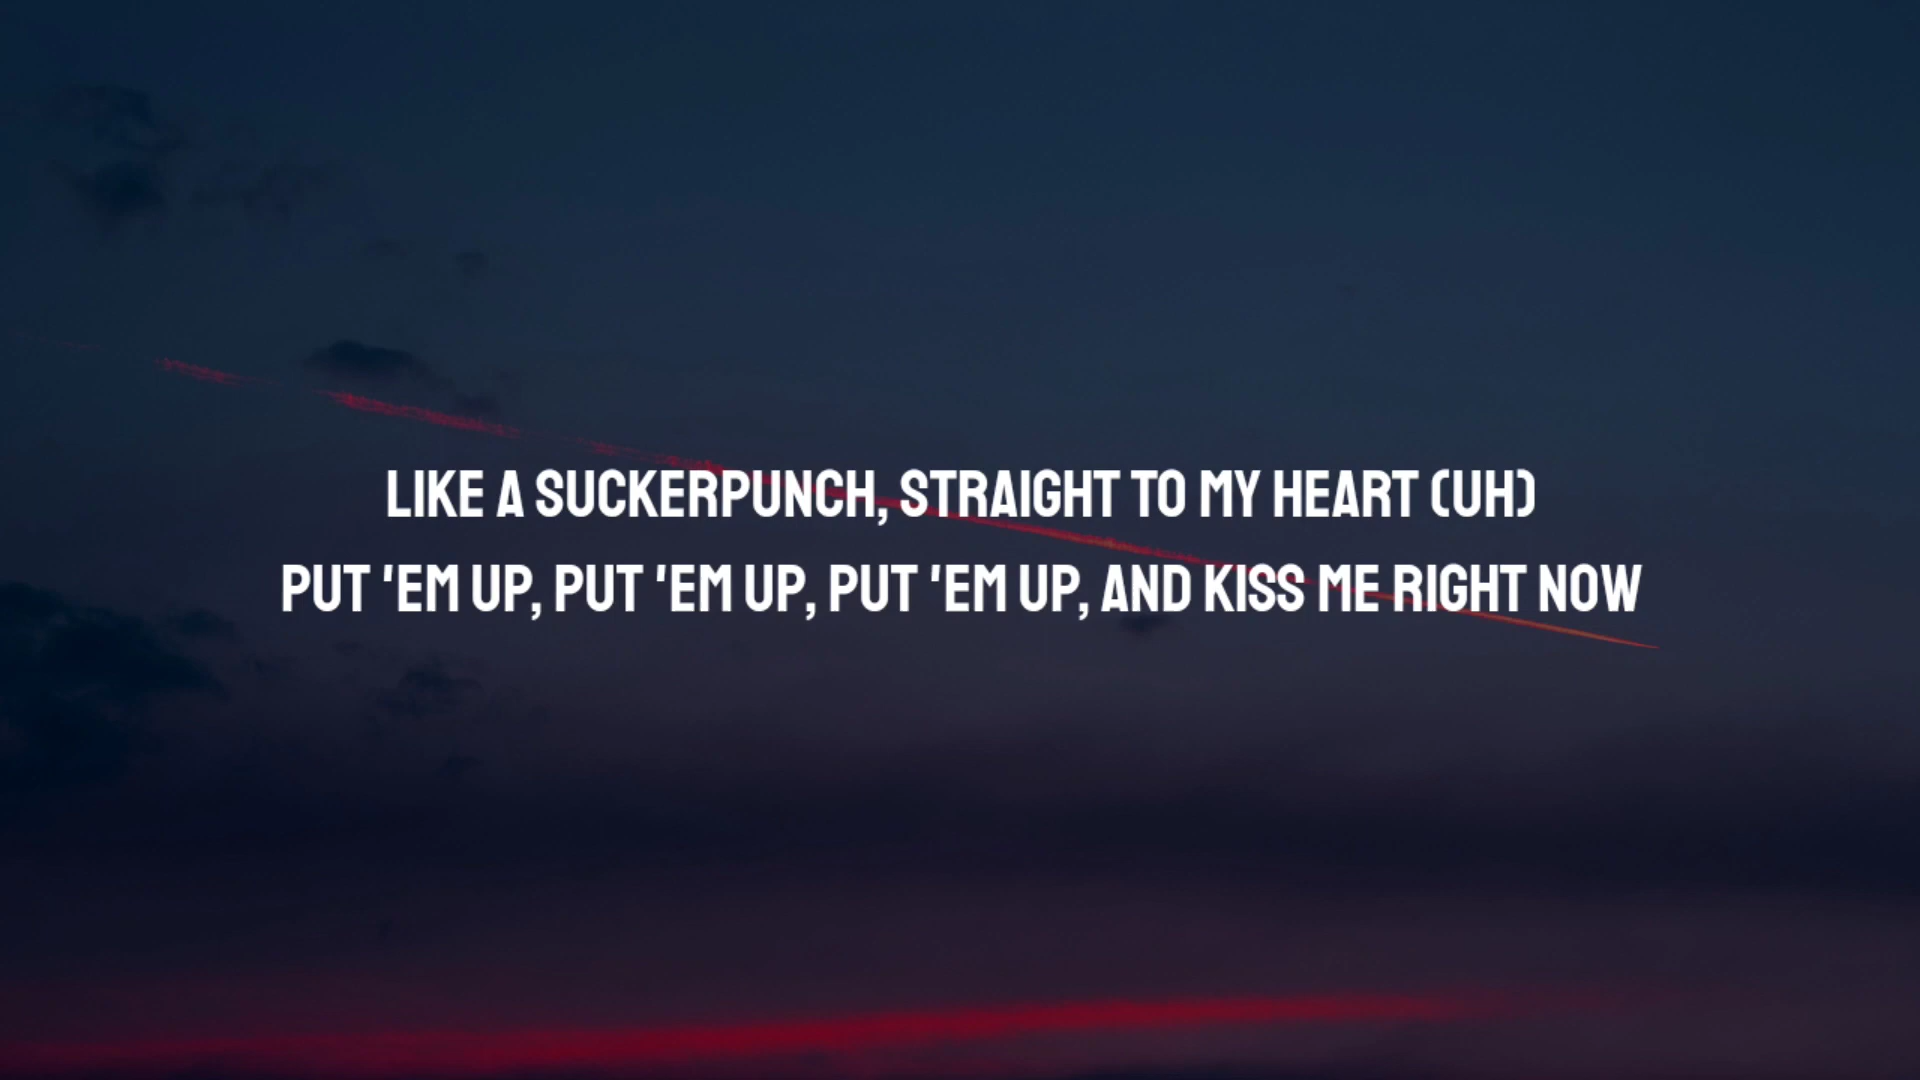 LIKE A SUCKERPUNCH, STRAIGHT TO MY HEART (UH)
PUT 'EM UP, PUT 'EM UP, PUT 'EM UP, AND KISS ME RIGHT NOW